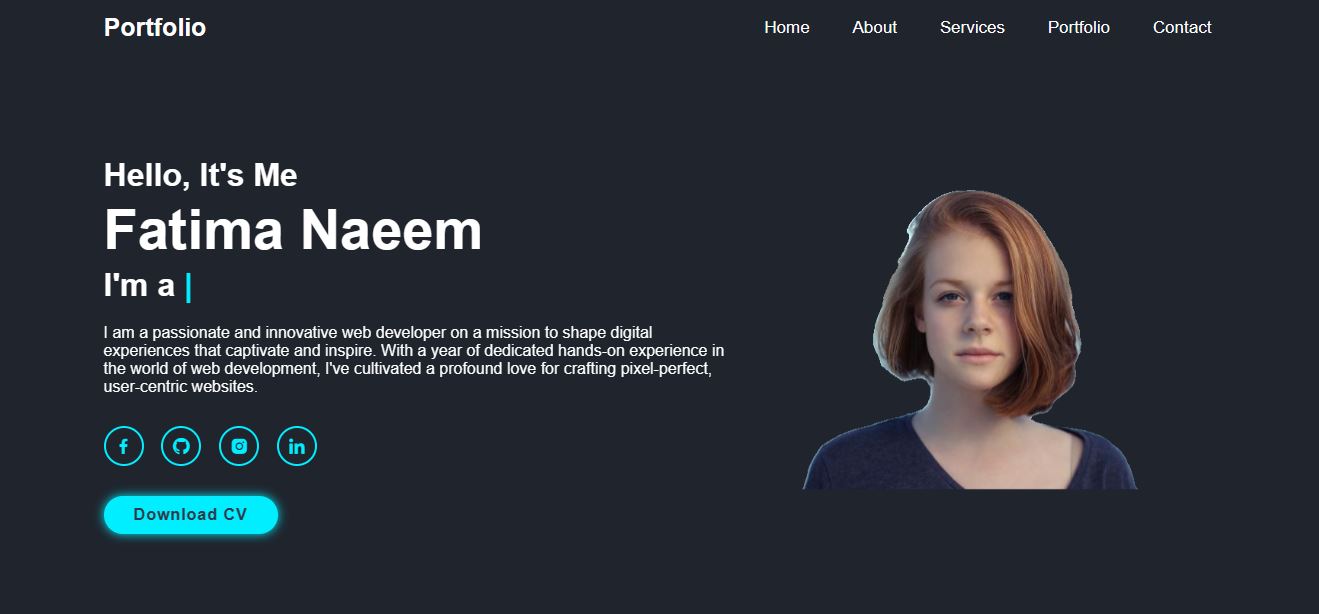 Portfolio
Home About Services Portfolio Contact
Hello, It's Me
Fatima Naeem
I'm a |
I am a passionate and innovative web developer on a mission to shape digital
experiences that captivate and inspire. With a year of dedicated hands-on experience in
the world of web development, I've cultivated a profound love for crafting pixel-perfect,
user-centric websites.
Download CV